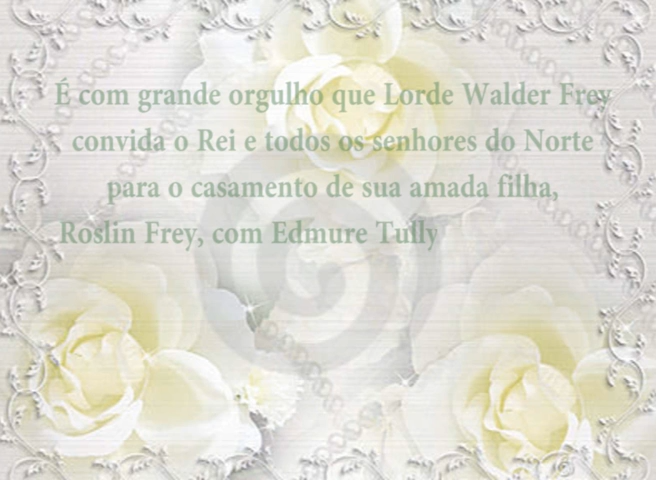 É com grande orgulho que Lorde Walder Frey
convida o Rei e todos os senhores do Norte
para o casamento de sua amada filha,
Roslin Frey, com Edmure Tully